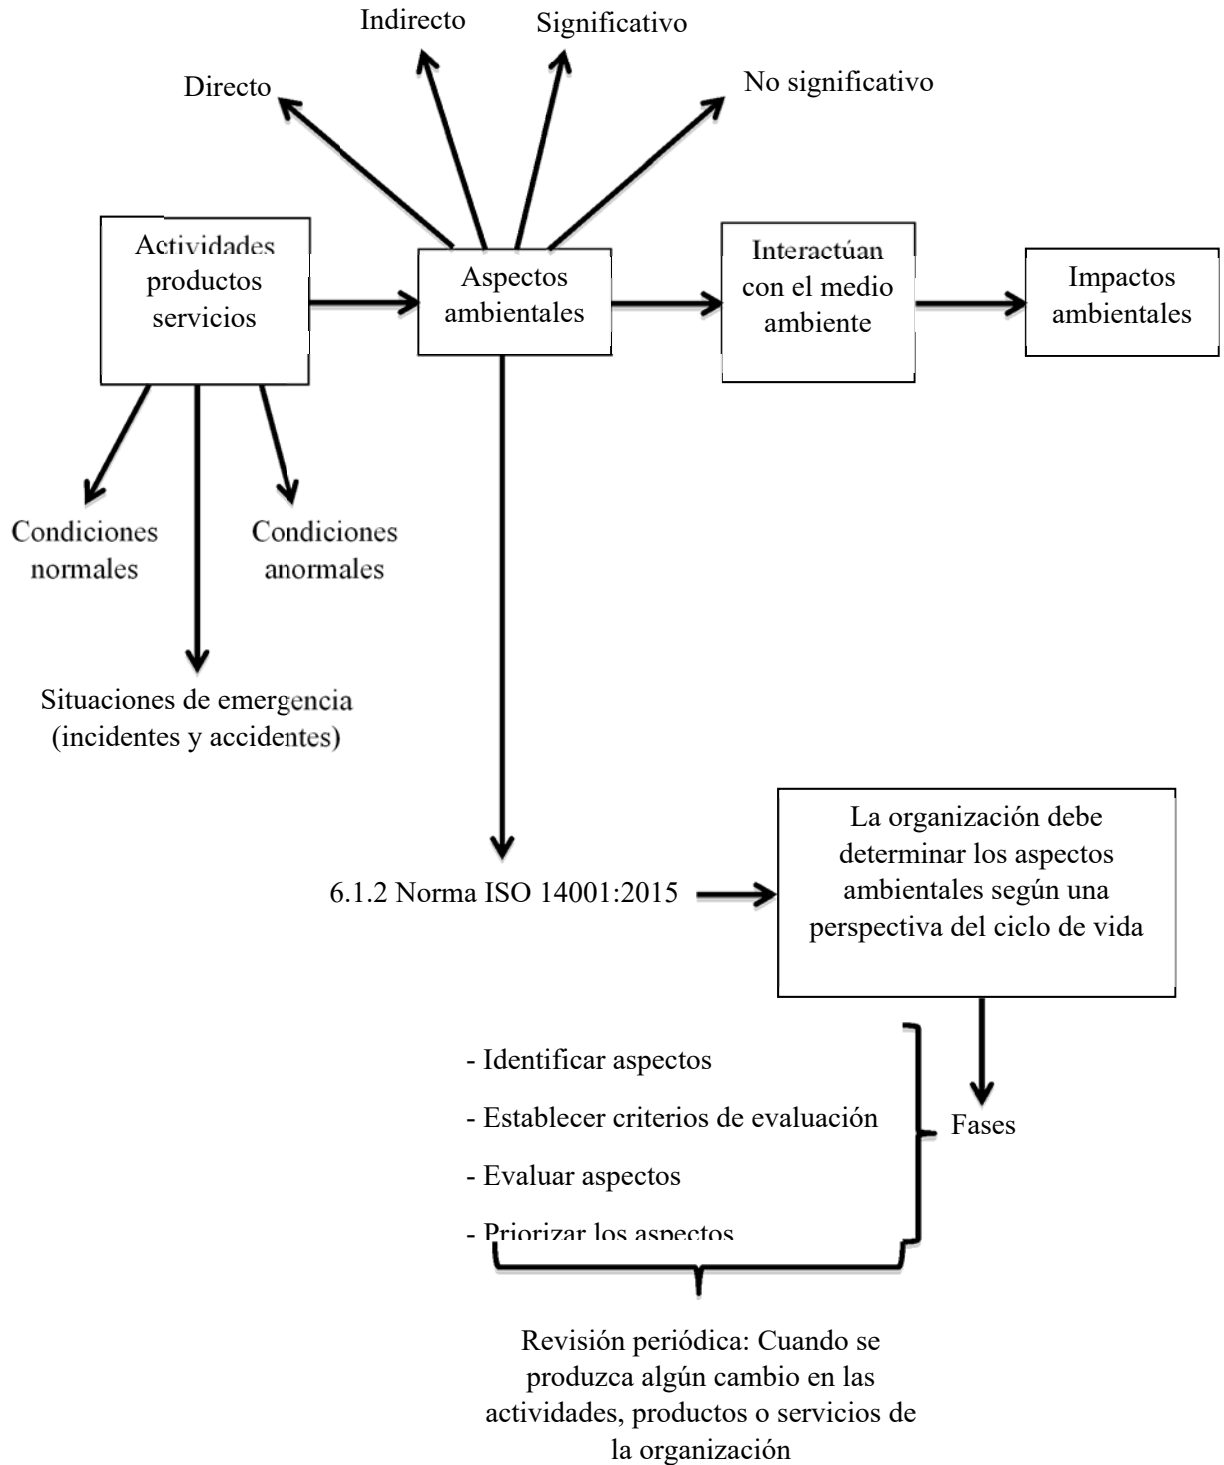 Indirecto
Significativo
Directo
No significativo
Actividades
productos
servicios
Aspectos
ambientales
Interactúan
con el medio
ambiente
Impactos
ambientales
Condiciones
normales
Condiciones
anormales
Situaciones de emergencia
(incidentes y accidentes)
6.1.2 Norma ISO 14001:2015
La organización debe
determinar los aspectos
ambientales según una
perspectiva del ciclo de vida
- Identificar aspectos
- Establecer criterios de evaluación
- Evaluar aspectos
- Priorizar los aspectos
Fases
Revisión periódica: Cuando se
produzca algún cambio en las
actividades, productos o servicios de
la organización